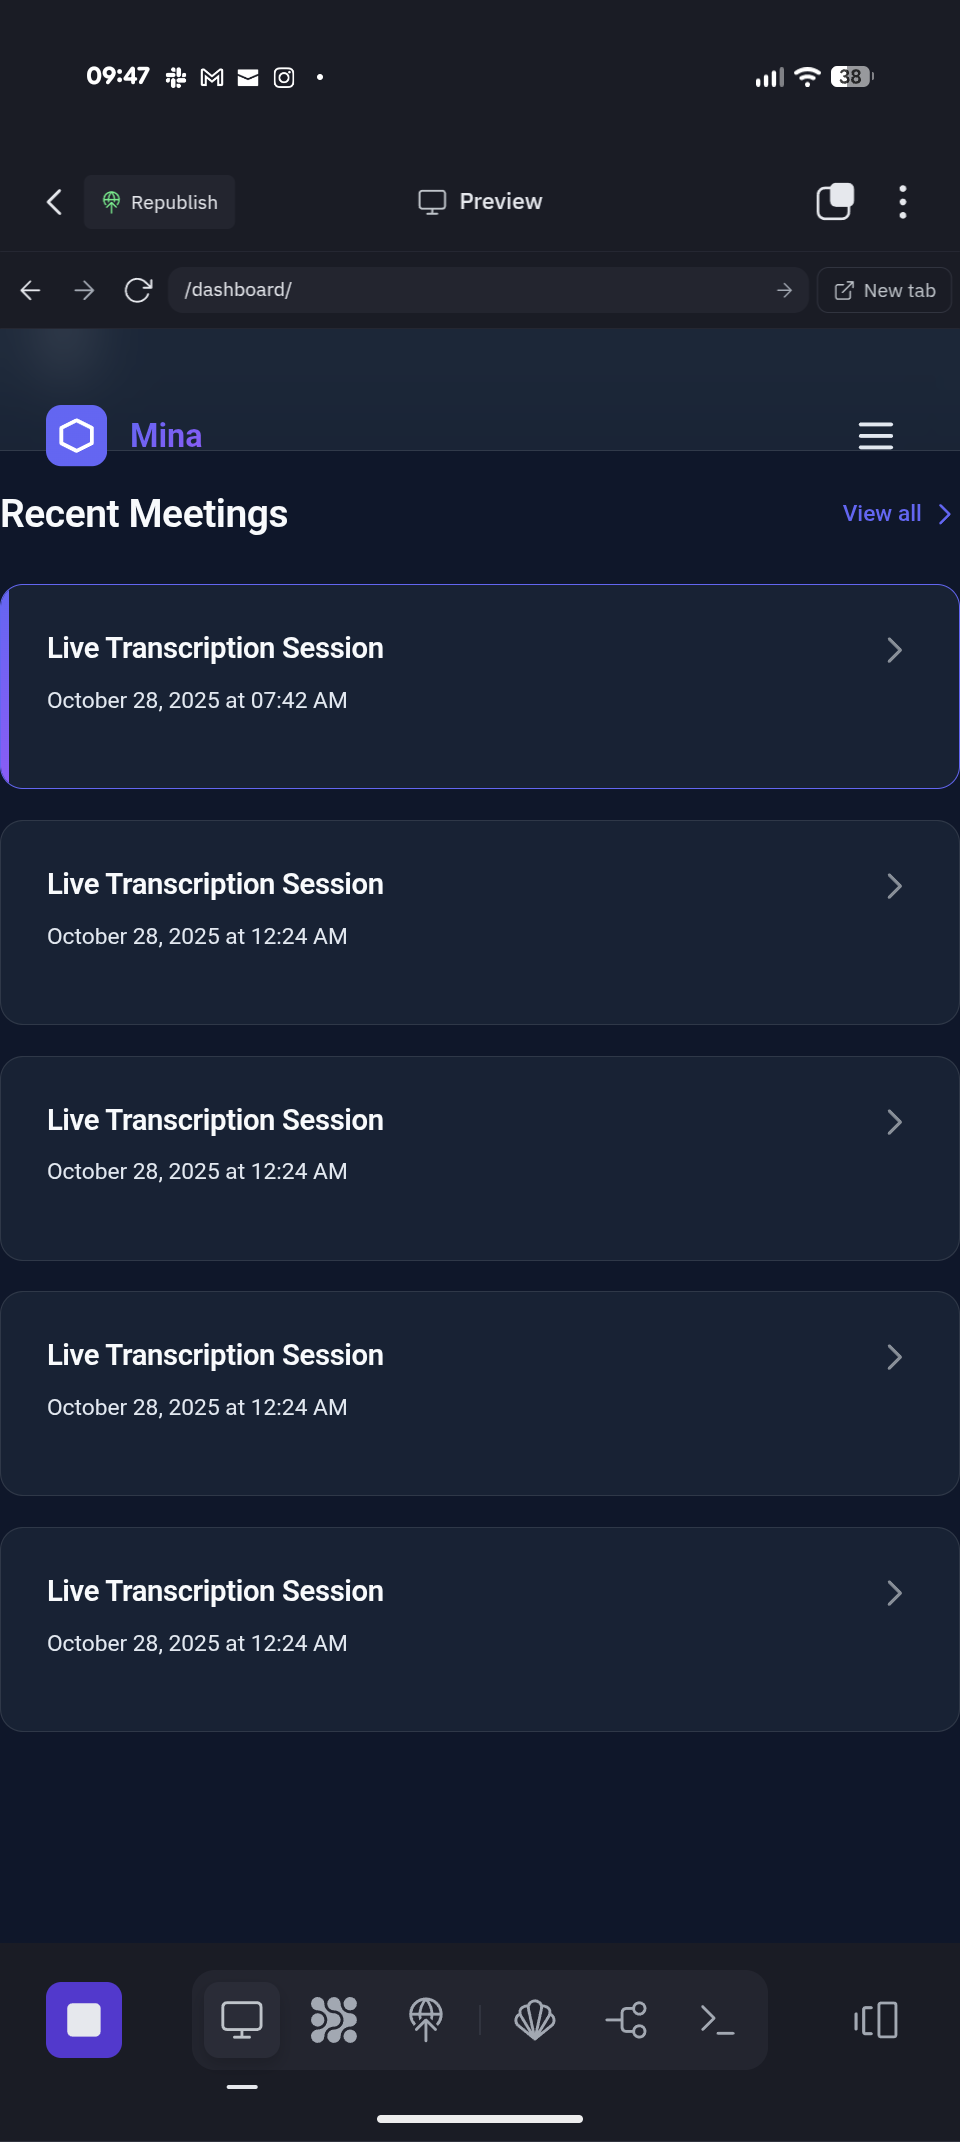 09:47
38
Republish
Preview
/dashboard/
New tab
Mina
Recent Meetings
View all
Live Transcription Session
October 28, 2025 at 07:42 AM
Live Transcription Session
October 28, 2025 at 12:24 AM
Live Transcription Session
October 28, 2025 at 12:24 AM
Live Transcription Session
October 28, 2025 at 12:24 AM
Live Transcription Session
October 28, 2025 at 12:24 AM